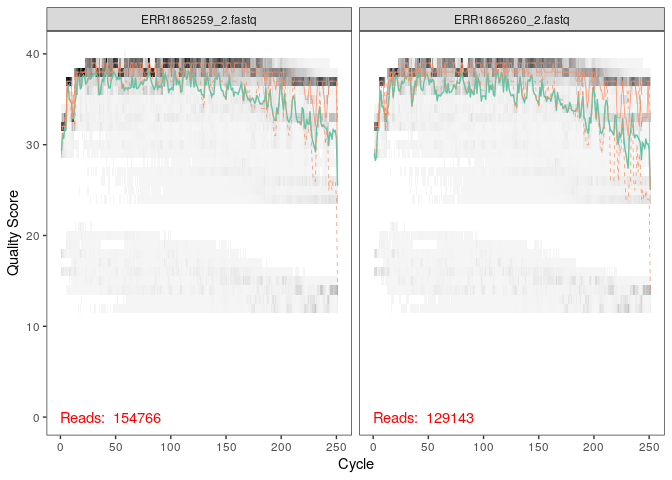 ERR1865259_2.fastq
ERR1865260_2.fastq
Quality Score
40
30
20
10
0
Reads: 154766
Reads: 129143
0 50 100 150 200 250
0 50 100 150 200 250
Cycle